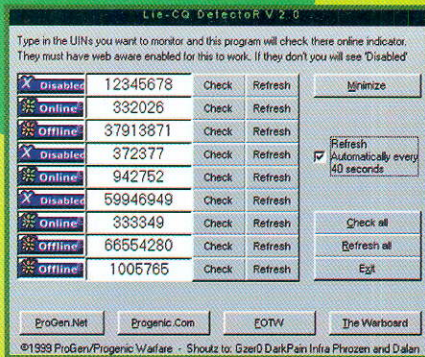 Lie-CQ DetectoR V 2.0
Type in the UINs you want to monitor and this program will check there online indicator.
They must have web aware enabled for this to work. If they don't you will see 'Disabled'
Disabled 12345678 Check Refresh
Online 332026 Check Refresh
Offline 37913871 Check Refresh
Disabled 372377 Check Refresh
Online 942752 Check Refresh
Disabled 59946949 Check Refresh
Online 333349 Check Refresh
Offline 66554280 Check Refresh
Offline 1005765 Check Refresh
Minimize
Refresh
Automatically every
40 seconds
Check all
Refresh all
Exit
ProGen.Net Progenic.Com EOTW The Warboard
©1999 ProGen/Progenic Warfare - Shoutz to: Gzer0 DarkPain Infra Phrozen and Dalan